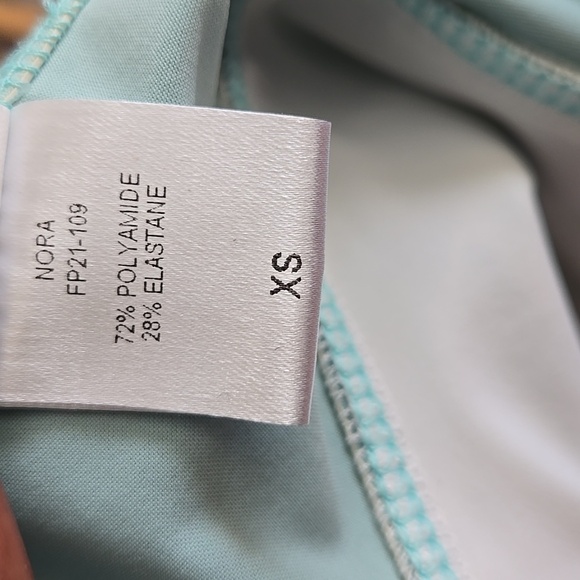 NORA
FP21-109
72% POLYAMIDE
28% ELASTANE
XS